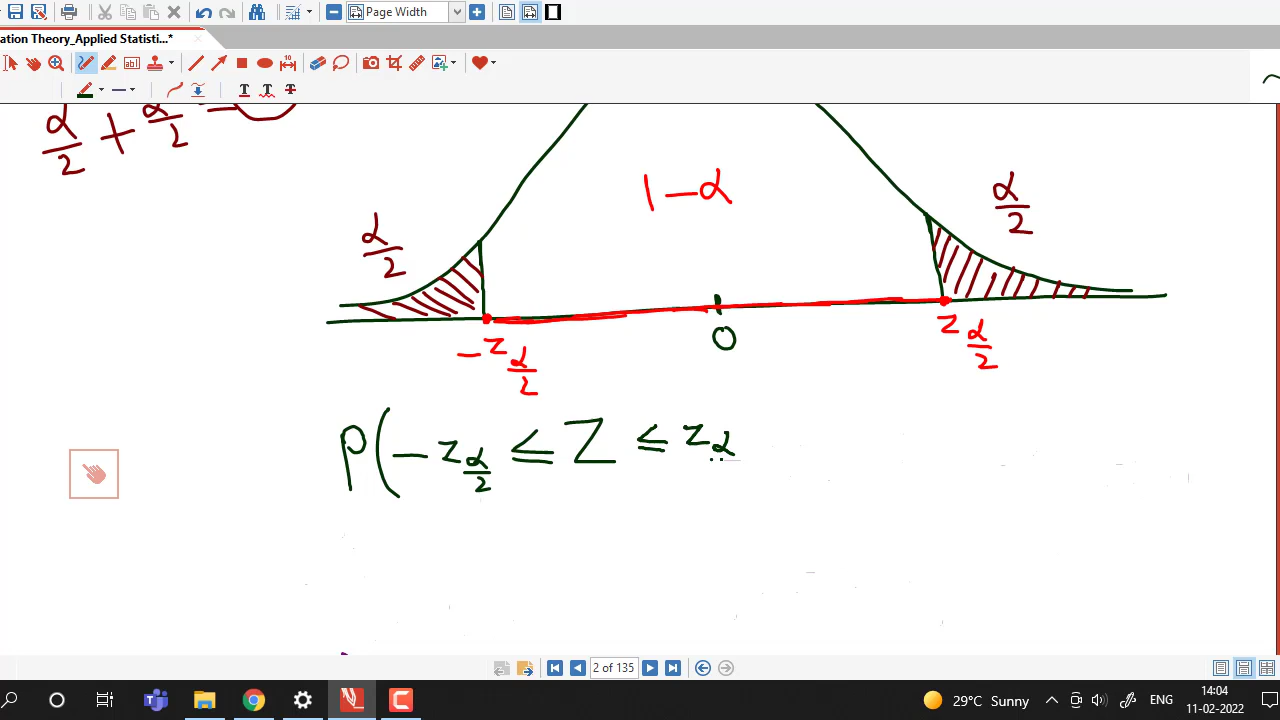 Page Width
ation Theory_Applied Statisti...*
10
α/2 + α/2
1 – α
α/2
α/2
– z α/2
0
z α/2
P( – z α/2 ≤ Z ≤ z α
2 of 135
ENG
14:04
29°C Sunny
11-02-2022